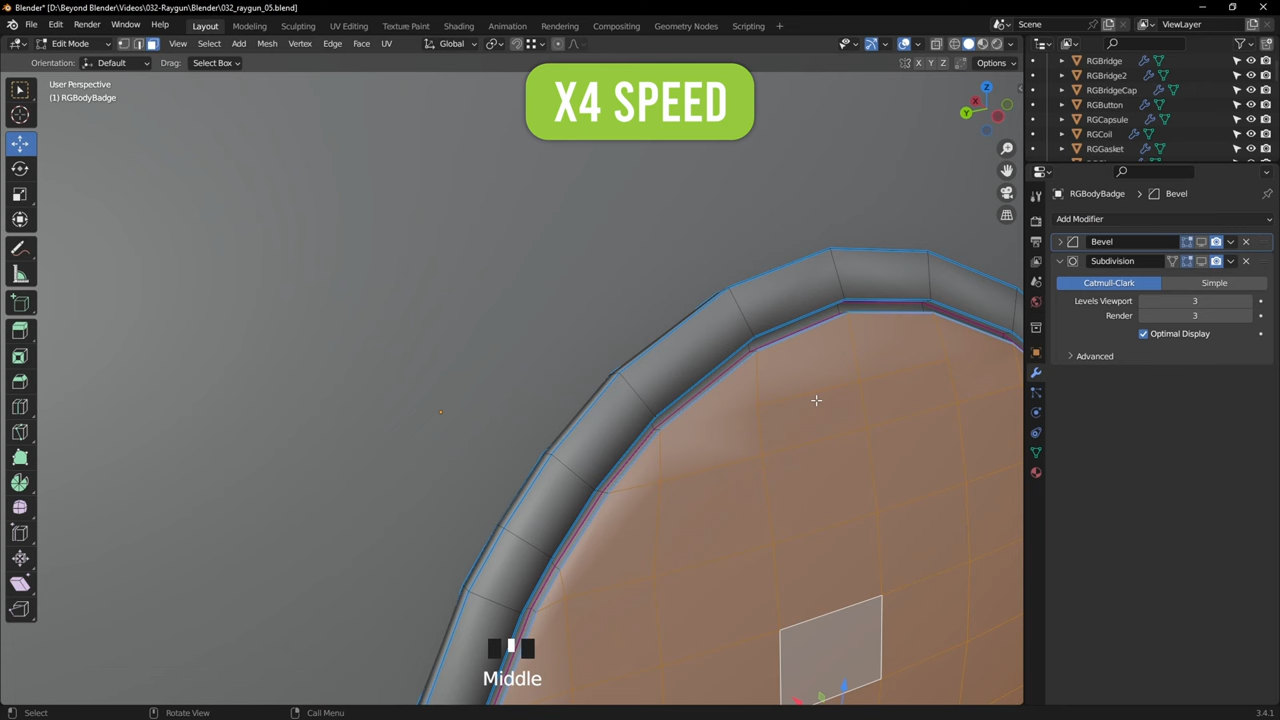 Blender* [D:\Beyond Blender\Videos\032-Raygun\Blender\032_raygun_05.blend]
File Edit Render Window Help Layout Modeling Sculpting UV Editing Texture Paint Shading Animation Rendering Compositing Geometry Nodes Scripting + Scene ViewLayer
Edit Mode View Select Add Mesh Vertex Edge Face UV Global
Orientation: Default Drag: Select Box X Y Z Options
User Perspective
(1) RGBodyBadge
X4 SPEED
Z
X
Y
RGBridge
RGBridge2
RGBridgeCap
RGButton
RGCapsule
RGCoil
RGGasket
RGBodyBadge > Bevel
Add Modifier
Bevel
Subdivision
Catmull-Clark Simple
Levels Viewport 3
Render 3
Optimal Display
Advanced
Middle
Select Rotate View Call Menu 3.4.1